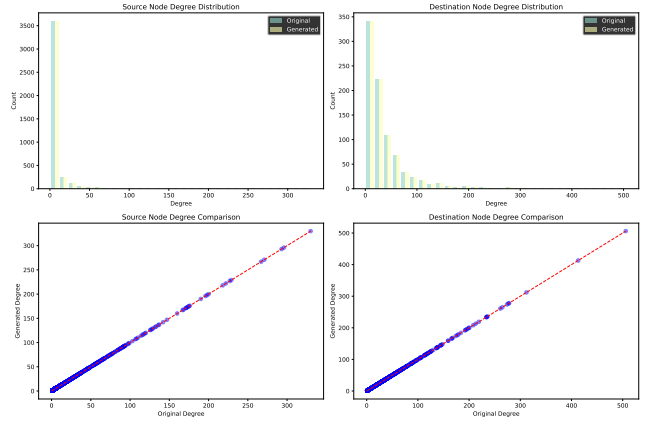 Source Node Degree Distribution
Original
Generated
Count
3500
3000
2500
2000
1500
1000
500
0
0 50 100 150 200 250 300
Degree
Destination Node Degree Distribution
Original
Generated
Count
350
300
250
200
150
100
50
0
0 100 200 300 400 500
Degree
Source Node Degree Comparison
Generated Degree
300
250
200
150
100
50
0
0 50 100 150 200 250 300
Original Degree
Destination Node Degree Comparison
Generated Degree
500
400
300
200
100
0
0 100 200 300 400 500
Original Degree